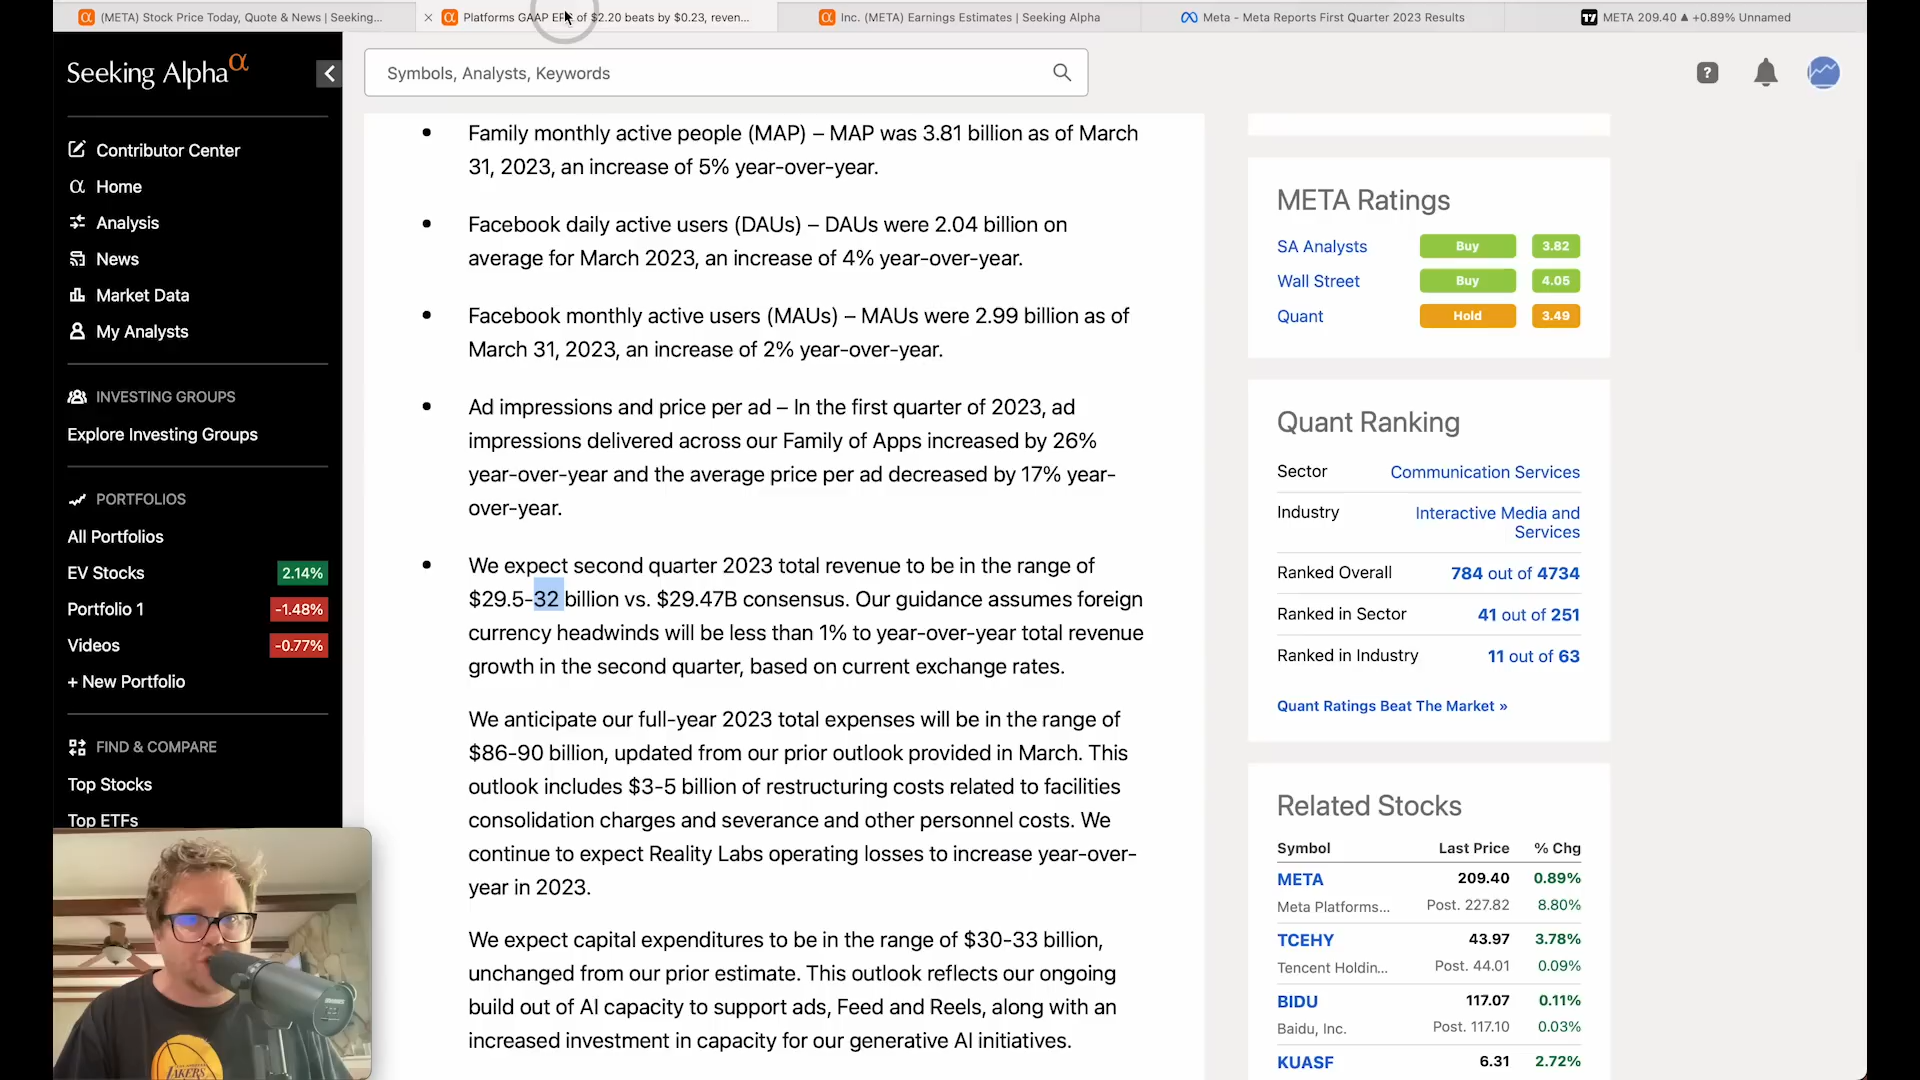 (META) Stock Price Today, Quote & News | Seeking...
Platforms GAAP EPS of $2.20 beats by $0.23, reven...
Inc. (META) Earnings Estimates | Seeking Alpha
Meta - Meta Reports First Quarter 2023 Results
META 209.40 ▲ +0.89% Unnamed
Seeking Alpha α
Symbols, Analysts, Keywords
Contributor Center
Home
Analysis
News
Market Data
My Analysts
INVESTING GROUPS
Explore Investing Groups
PORTFOLIOS
All Portfolios
EV Stocks 2.14%
Portfolio 1 -1.48%
Videos -0.77%
+ New Portfolio
FIND & COMPARE
Top Stocks
Top ETFs
• Family monthly active people (MAP) – MAP was 3.81 billion as of March
31, 2023, an increase of 5% year-over-year.
• Facebook daily active users (DAUs) – DAUs were 2.04 billion on
average for March 2023, an increase of 4% year-over-year.
• Facebook monthly active users (MAUs) – MAUs were 2.99 billion as of
March 31, 2023, an increase of 2% year-over-year.
• Ad impressions and price per ad – In the first quarter of 2023, ad
impressions delivered across our Family of Apps increased by 26%
year-over-year and the average price per ad decreased by 17% year-
over-year.
• We expect second quarter 2023 total revenue to be in the range of
$29.5-32 billion vs. $29.47B consensus. Our guidance assumes foreign
currency headwinds will be less than 1% to year-over-year total revenue
growth in the second quarter, based on current exchange rates.
We anticipate our full-year 2023 total expenses will be in the range of
$86-90 billion, updated from our prior outlook provided in March. This
outlook includes $3-5 billion of restructuring costs related to facilities
consolidation charges and severance and other personnel costs. We
continue to expect Reality Labs operating losses to increase year-over-
year in 2023.
We expect capital expenditures to be in the range of $30-33 billion,
unchanged from our prior estimate. This outlook reflects our ongoing
build out of AI capacity to support ads, Feed and Reels, along with an
increased investment in capacity for our generative AI initiatives.
META Ratings
SA Analysts Buy 3.82
Wall Street Buy 4.05
Quant Hold 3.49
Quant Ranking
Sector Communication Services
Industry Interactive Media and
Services
Ranked Overall 784 out of 4734
Ranked in Sector 41 out of 251
Ranked in Industry 11 out of 63
Quant Ratings Beat The Market »
Related Stocks
Symbol Last Price % Chg
META 209.40 0.89%
Meta Platforms... Post. 227.82 8.80%
TCEHY 43.97 3.78%
Tencent Holdin... Post. 44.01 0.09%
BIDU 117.07 0.11%
Baidu, Inc. Post. 117.10 0.03%
KUASF 6.31 2.72%
LAKERS